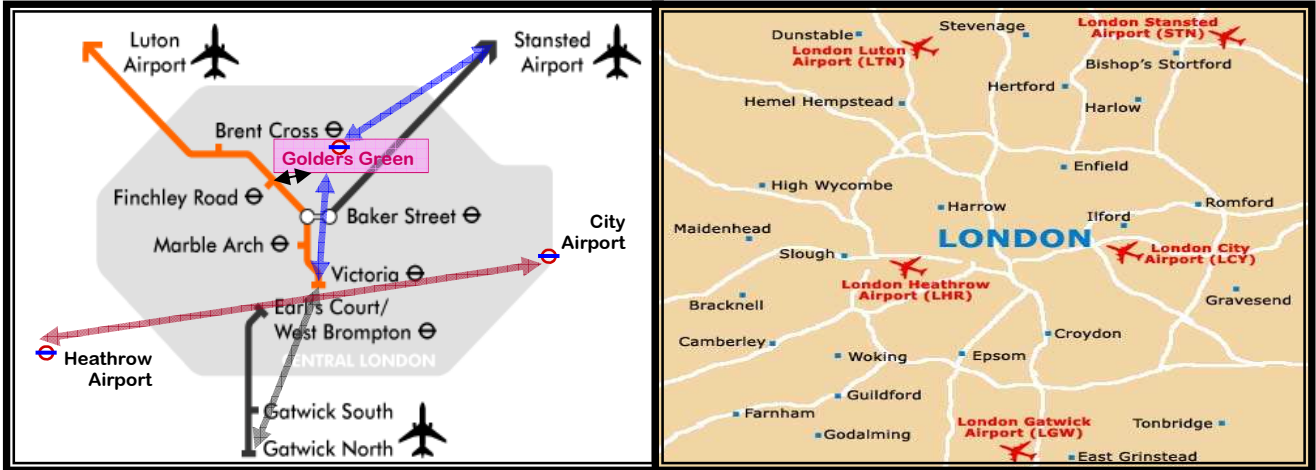 Luton
Airport
Stansted
Airport
Brent Cross
Golders Green
Finchley Road
Baker Street
Marble Arch
City
Airport
Victoria
Earl's Court/
West Brompton
Heathrow
Airport
CENTRAL LONDON
Gatwick South
Gatwick North
Stevenage
London Stansted
Airport (STN)
Dunstable
London Luton
Airport (LTN)
Bishop's Stortford
Hertford
Hemel Hempstead
Harlow
Enfield
High Wycombe
Harrow
Romford
Ilford
Maidenhead
LONDON
Slough
London City
Airport (LCY)
London Heathrow
Airport (LHR)
Bracknell
Gravesend
Croydon
Camberley
Woking
Epsom
Guildford
Farnham
Godalming
London Gatwick
Airport (LGW)
Tonbridge
East Grinstead